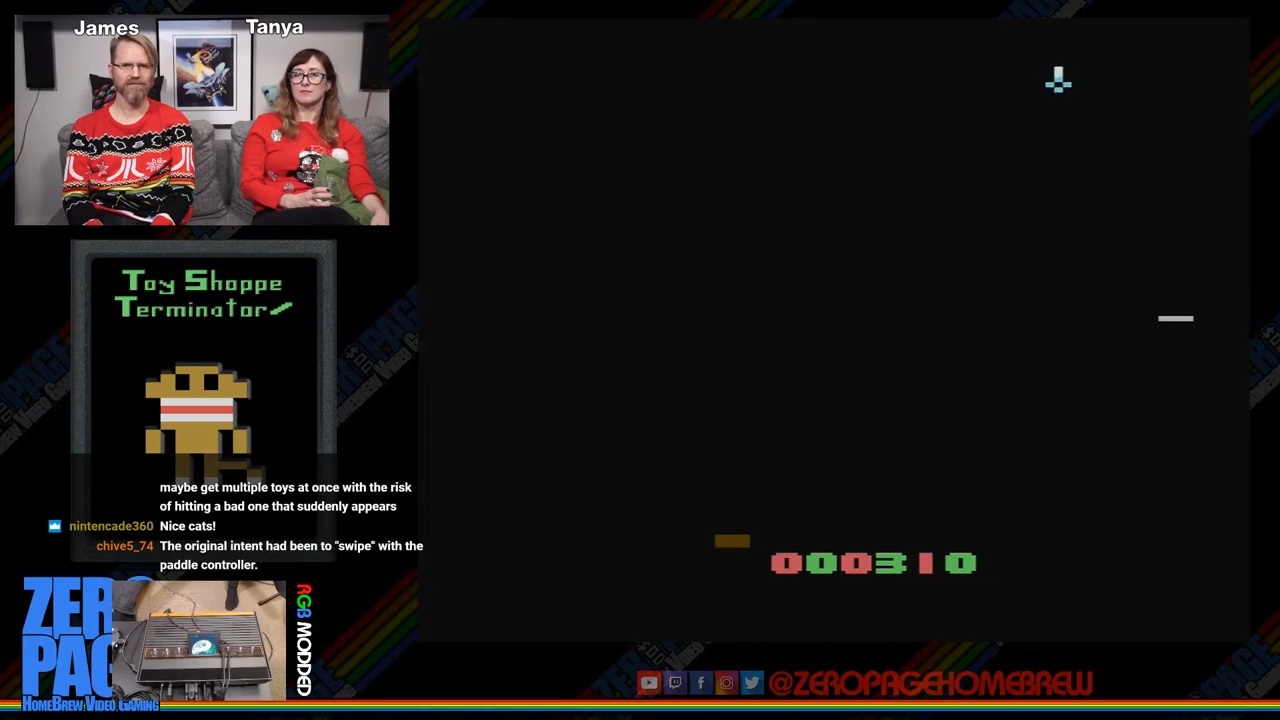 James
Tanya
Toy Shoppe
Terminator
maybe get multiple toys at once with the risk
of hitting a bad one that suddenly appears
nintencade360 Nice cats!
chive5_74 The original intent had been to "swipe" with the
paddle controller.
000310
HomeBrew Video Gaming
RGB MODDED
@ZEROPAGEHOMEBREW